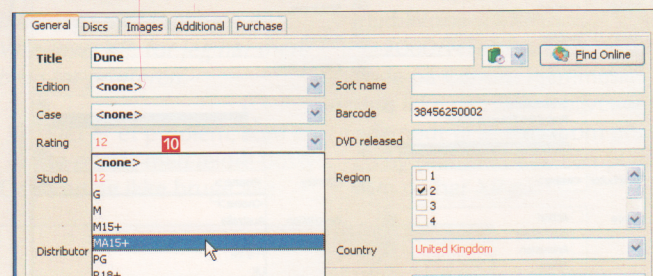 General Discs Images Additional Purchase
Title Dune Find Online
Edition <none> Sort name
Case <none> Barcode 38456250002
Rating 12 10 DVD released
<none>
Studio 12 Region 1
G 2
M 3
M15+ 4
MA15+
Distributor PG Country United Kingdom
R18+